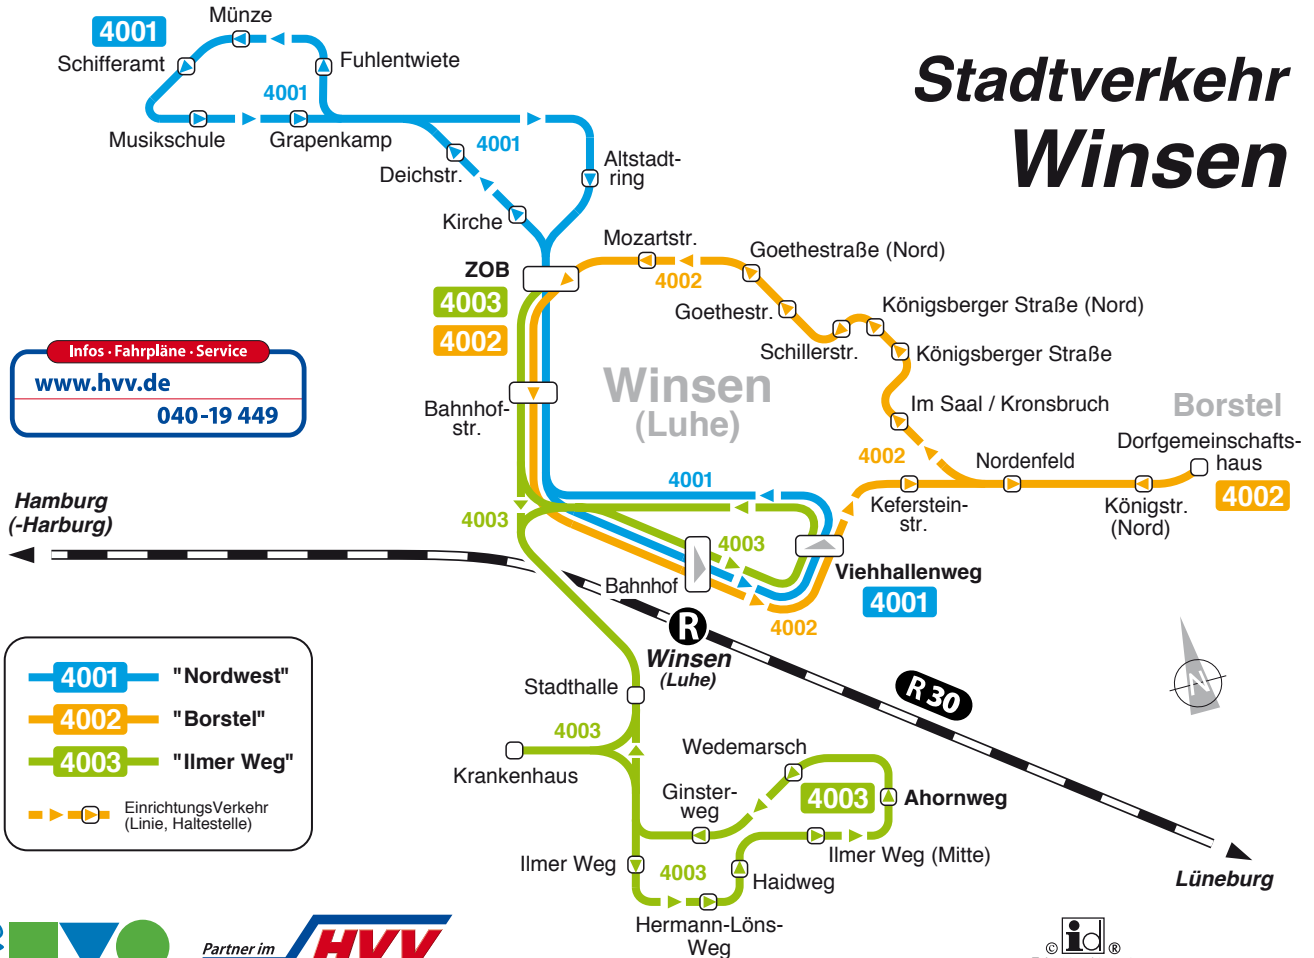 Münze
4001
Schifferamt
Fuhlentwiete
4001
Musikschule
Grapenkamp
4001
Deichstr.
Altstadt-
ring
Kirche
Stadtverkehr
Winsen
ZOB
4003
4002
Mozartstr.
4002
Goethestraße (Nord)
Goethestr.
Königsberger Straße (Nord)
Schillerstr.
Königsberger Straße
Infos · Fahrpläne · Service
www.hvv.de
040-19 449
Bahnhof-
str.
Winsen
(Luhe)
Im Saal / Kronsbruch
Borstel
Dorfgemeinschafts-
haus
4002
4002
Nordenfeld
Königstr.
(Nord)
Keferstein-
str.
4001
Hamburg
(-Harburg)
4003
4003
Bahnhof
Viehhallenweg
4001
4002
R
Winsen
(Luhe)
R 30
N
4001 "Nordwest"
4002 "Borstel"
4003 "Ilmer Weg"
EinrichtungsVerkehr
(Linie, Haltestelle)
Stadthalle
4003
Krankenhaus
Wedemarsch
Ginster-
weg
4003
Ahornweg
Ilmer Weg
4003
Ilmer Weg (Mitte)
Haidweg
Hermann-Löns-
Weg
Lüneburg
Partner im
HVV
© id ®